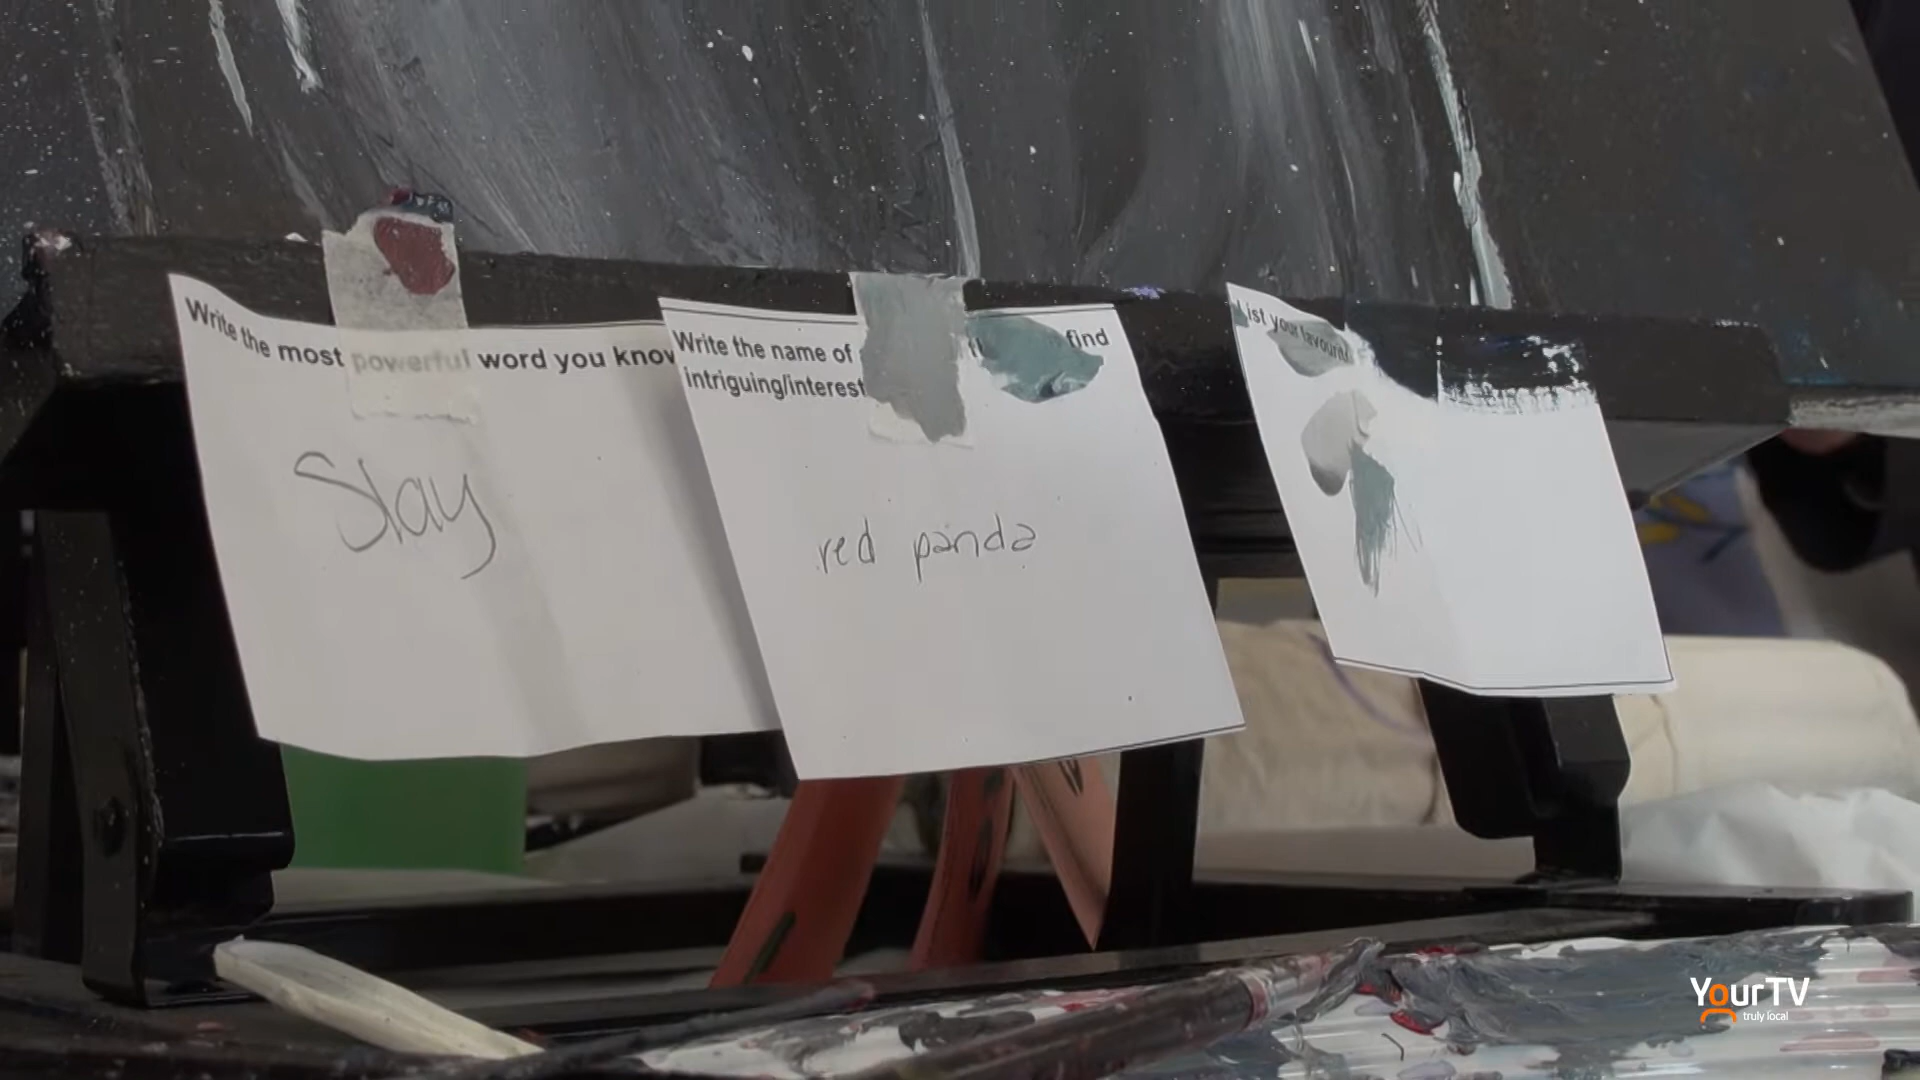 Write the most powerful word you know
Slay
Write the name of find
intriguing/interest
red panda
List your favourite
YourTV
truly local